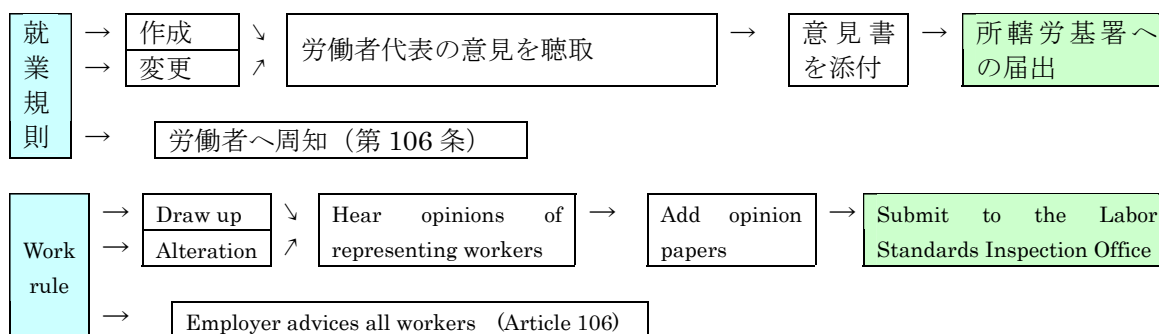 就業規則
→ 作成 ↘ 労働者代表の意見を聴取 → 意見書を添付 → 所轄労基署への届出
→ 変更 ↗
→ 労働者へ周知（第 106 条）
Work rule
→ Draw up ↘ Hear opinions of representing workers → Add opinion papers → Submit to the Labor Standards Inspection Office
→ Alteration ↗
→ Employer advices all workers (Article 106)